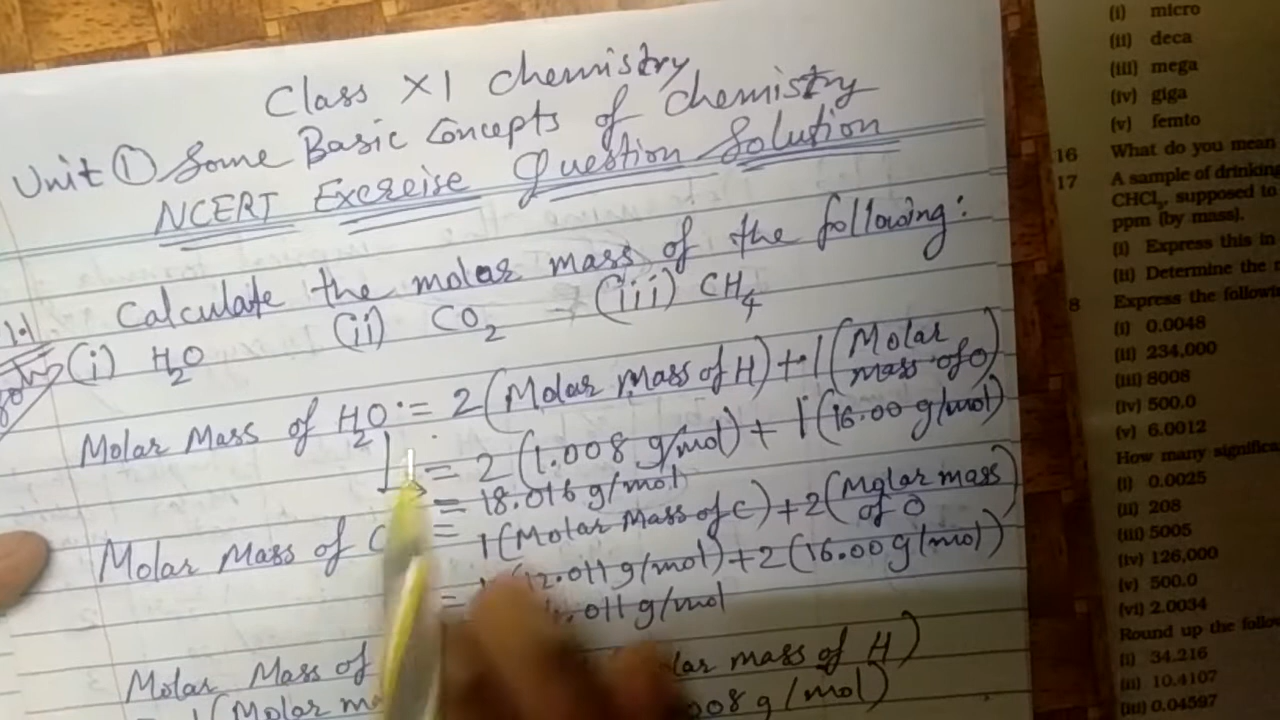 Class XI Chemistry
Unit ① Some Basic Concepts of Chemistry
NCERT Exercise Question Solution
1.1 Calculate the molar mass of the following:
(i) H₂O (ii) CO₂ (iii) CH₄
Molar Mass of H₂O = 2 (Molar Mass of H) + 1 (Molar mass of O)
= 2 (1.008 g/mol) + 1 (16.00 g/mol)
= 18.016 g/mol
Molar Mass of C = 1 (Molar Mass of C) + 2 (Molar mass of O)
= (12.011 g/mol) + 2 (16.00 g/mol)
= .011 g/mol
Molar Mass of lar mass of H)
(Molar m 008 g/mol)
(i) micro
(ii) deca
(iii) mega
(iv) giga
(v) femto
16 What do you mean
17 A sample of drinking
CHCl₃, supposed to
ppm (by mass).
(i) Express this in
(ii) Determine the
8 Express the followi
(i) 0.0048
(ii) 234,000
(iii) 8008
(iv) 500.0
(v) 6.0012
How many significa
(i) 0.0025
(ii) 208
(iii) 5005
(iv) 126,000
(v) 500.0
(vi) 2.0034
Round up the follow
(i) 34.216
(ii) 10.4107
(iii) 0.04597